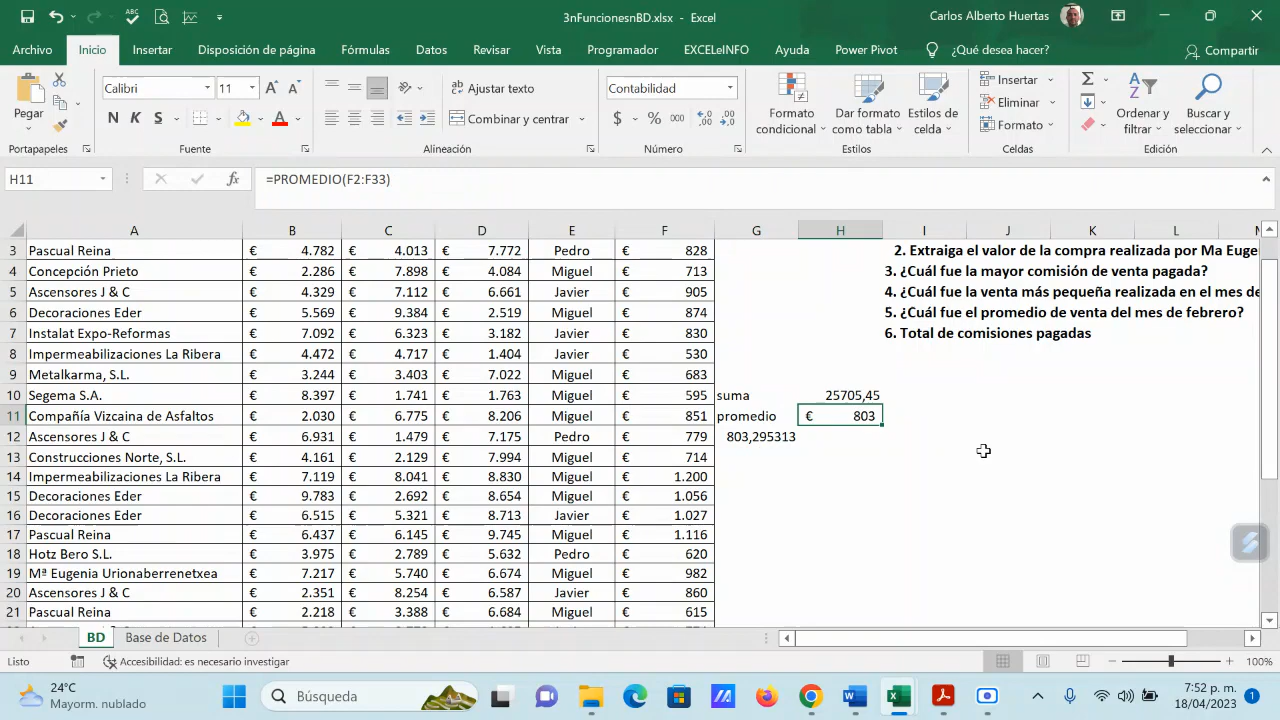 3nFuncionesnBD.xlsx - Excel
Carlos Alberto Huertas
Archivo Inicio Insertar Disposición de página Fórmulas Datos Revisar Vista Programador EXCELeINFO Ayuda Power Pivot ¿Qué desea hacer? Compartir
Pegar
Calibri 11
N K S
Ajustar texto
Combinar y centrar
Contabilidad
$ % 000
Formato condicional
Dar formato como tabla
Estilos de celda
Insertar
Eliminar
Formato
Ordenar y filtrar
Buscar y seleccionar
Portapapeles Fuente Alineación Número Estilos Celdas Edición
H11 fx =PROMEDIO(F2:F33)
A B C D E F G H I J K L
3 Pascual Reina € 4.782 € 4.013 € 7.772 Pedro € 828 2. Extraiga el valor de la compra realizada por Ma Euge
4 Concepción Prieto € 2.286 € 7.898 € 4.084 Miguel € 713 3. ¿Cuál fue la mayor comisión de venta pagada?
5 Ascensores J & C € 4.329 € 7.112 € 6.661 Javier € 905 4. ¿Cuál fue la venta más pequeña realizada en el mes de
6 Decoraciones Eder € 5.569 € 9.384 € 2.519 Miguel € 874 5. ¿Cuál fue el promedio de venta del mes de febrero?
7 Instalat Expo-Reformas € 7.092 € 6.323 € 3.182 Javier € 830 6. Total de comisiones pagadas
8 Impermeabilizaciones La Ribera € 4.472 € 4.717 € 1.404 Javier € 530
9 Metalkarma, S.L. € 3.244 € 3.403 € 7.022 Miguel € 683
10 Segema S.A. € 8.397 € 1.741 € 1.763 Miguel € 595 suma 25705,45
11 Compañía Vizcaina de Asfaltos € 2.030 € 6.775 € 8.206 Miguel € 851 promedio € 803
12 Ascensores J & C € 6.931 € 1.479 € 7.175 Pedro € 779 803,295313
13 Construcciones Norte, S.L. € 4.161 € 2.129 € 7.994 Miguel € 714
14 Impermeabilizaciones La Ribera € 7.119 € 8.041 € 8.830 Miguel € 1.200
15 Decoraciones Eder € 9.783 € 2.692 € 8.654 Miguel € 1.056
16 Decoraciones Eder € 6.515 € 5.321 € 8.713 Javier € 1.027
17 Pascual Reina € 6.437 € 6.145 € 9.745 Miguel € 1.116
18 Hotz Bero S.L. € 3.975 € 2.789 € 5.632 Pedro € 620
19 Mª Eugenia Urionaberrenetxea € 7.217 € 5.740 € 6.674 Miguel € 982
20 Ascensores J & C € 2.351 € 8.254 € 6.587 Javier € 860
21 Pascual Reina € 2.218 € 3.388 € 6.684 Miguel € 615
BD Base de Datos
Listo Accesibilidad: es necesario investigar 100%
24°C
Mayorm. nublado
Búsqueda
7:52 p. m.
18/04/2023